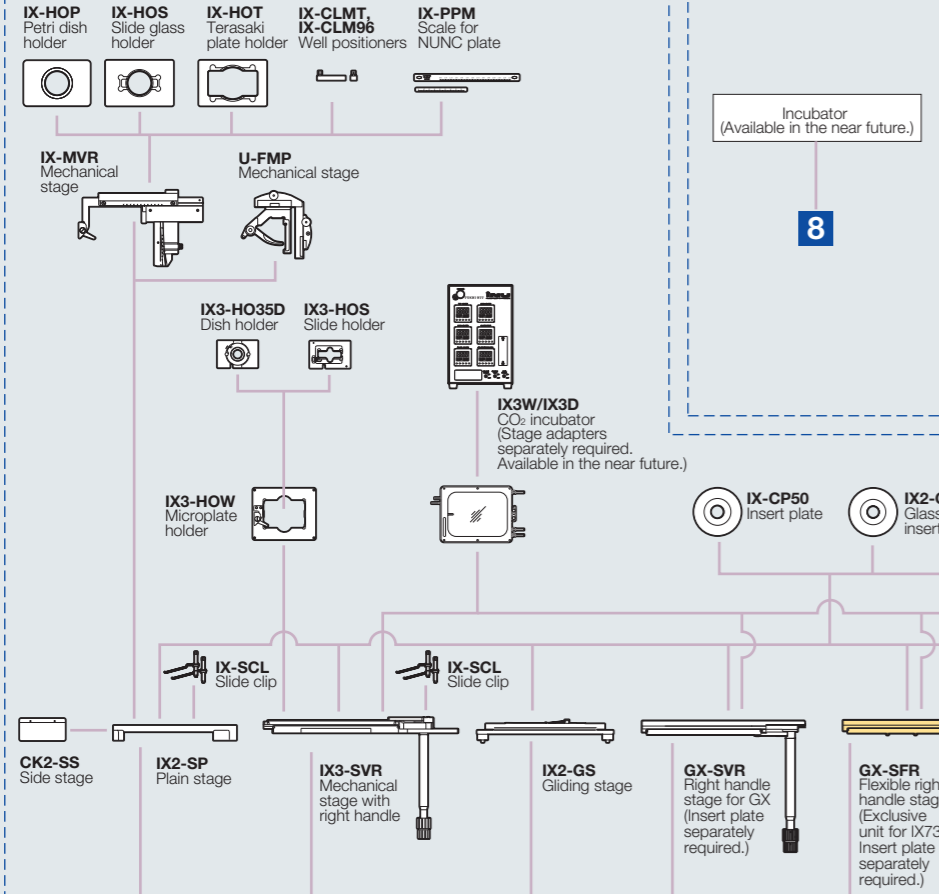 IX-HOP
Petri dish
holder
IX-HOS
Slide glass
holder
IX-HOT
Terasaki
plate holder
IX-CLMT,
IX-CLM96
Well positioners
IX-PPM
Scale for
NUNC plate
Incubator
(Available in the near future.)
8
IX-MVR
Mechanical
stage
U-FMP
Mechanical stage
IX3-HO35D
Dish holder
IX3-HOS
Slide holder
IX3W/IX3D
CO₂ incubator
(Stage adapters
separately required.
Available in the near future.)
IX3-HOW
Microplate
holder
IX-CP50
Insert plate
IX2-
Glass
insert
IX-SCL
Slide clip
IX-SCL
Slide clip
CK2-SS
Side stage
IX2-SP
Plain stage
IX3-SVR
Mechanical
stage with
right handle
IX2-GS
Gliding stage
GX-SVR
Right handle
stage for GX
(Insert plate
separately
required.)
GX-SFR
Flexible righ
handle stag
(Exclusive
unit for IX73
Insert plate
separately
required.)